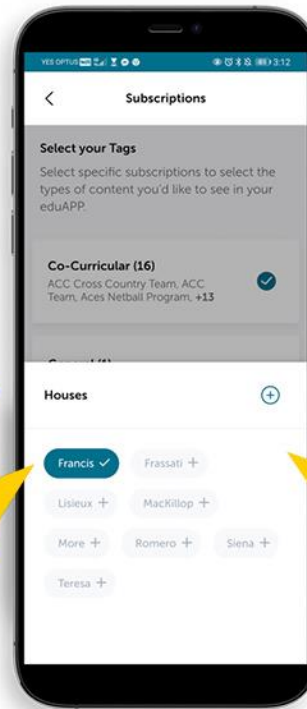 YES OPTUS 3:12
Subscriptions
Select your Tags
Select specific subscriptions to select the
types of content you'd like to see in your
eduAPP.
Co-Curricular (16)
ACC Cross Country Team, ACC
Team, Aces Netball Program, +13
General (1)
Houses
Francis
Frassati +
Lisieux +
MacKillop +
More +
Romero +
Siena +
Teresa +